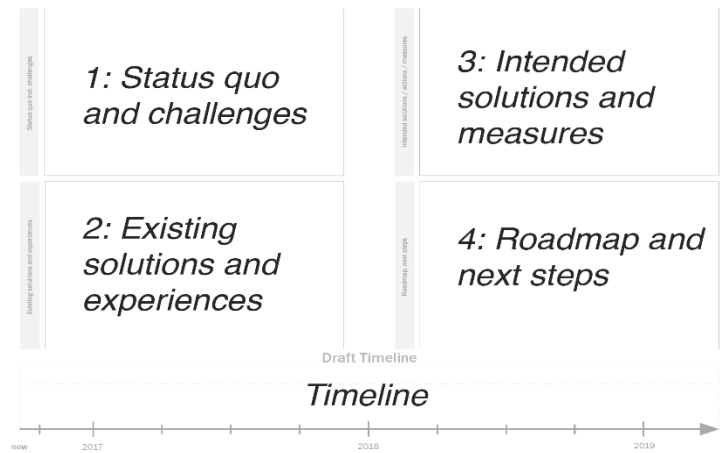 Status quo incl. challenges
1: Status quo
and challenges
Existing solutions and experiences
2: Existing
solutions and
experiences
Intended solutions / actions / measures
3: Intended
solutions and
measures
Roadmap, next steps
4: Roadmap and
next steps
Draft Timeline
Timeline
now
2017
2018
2019